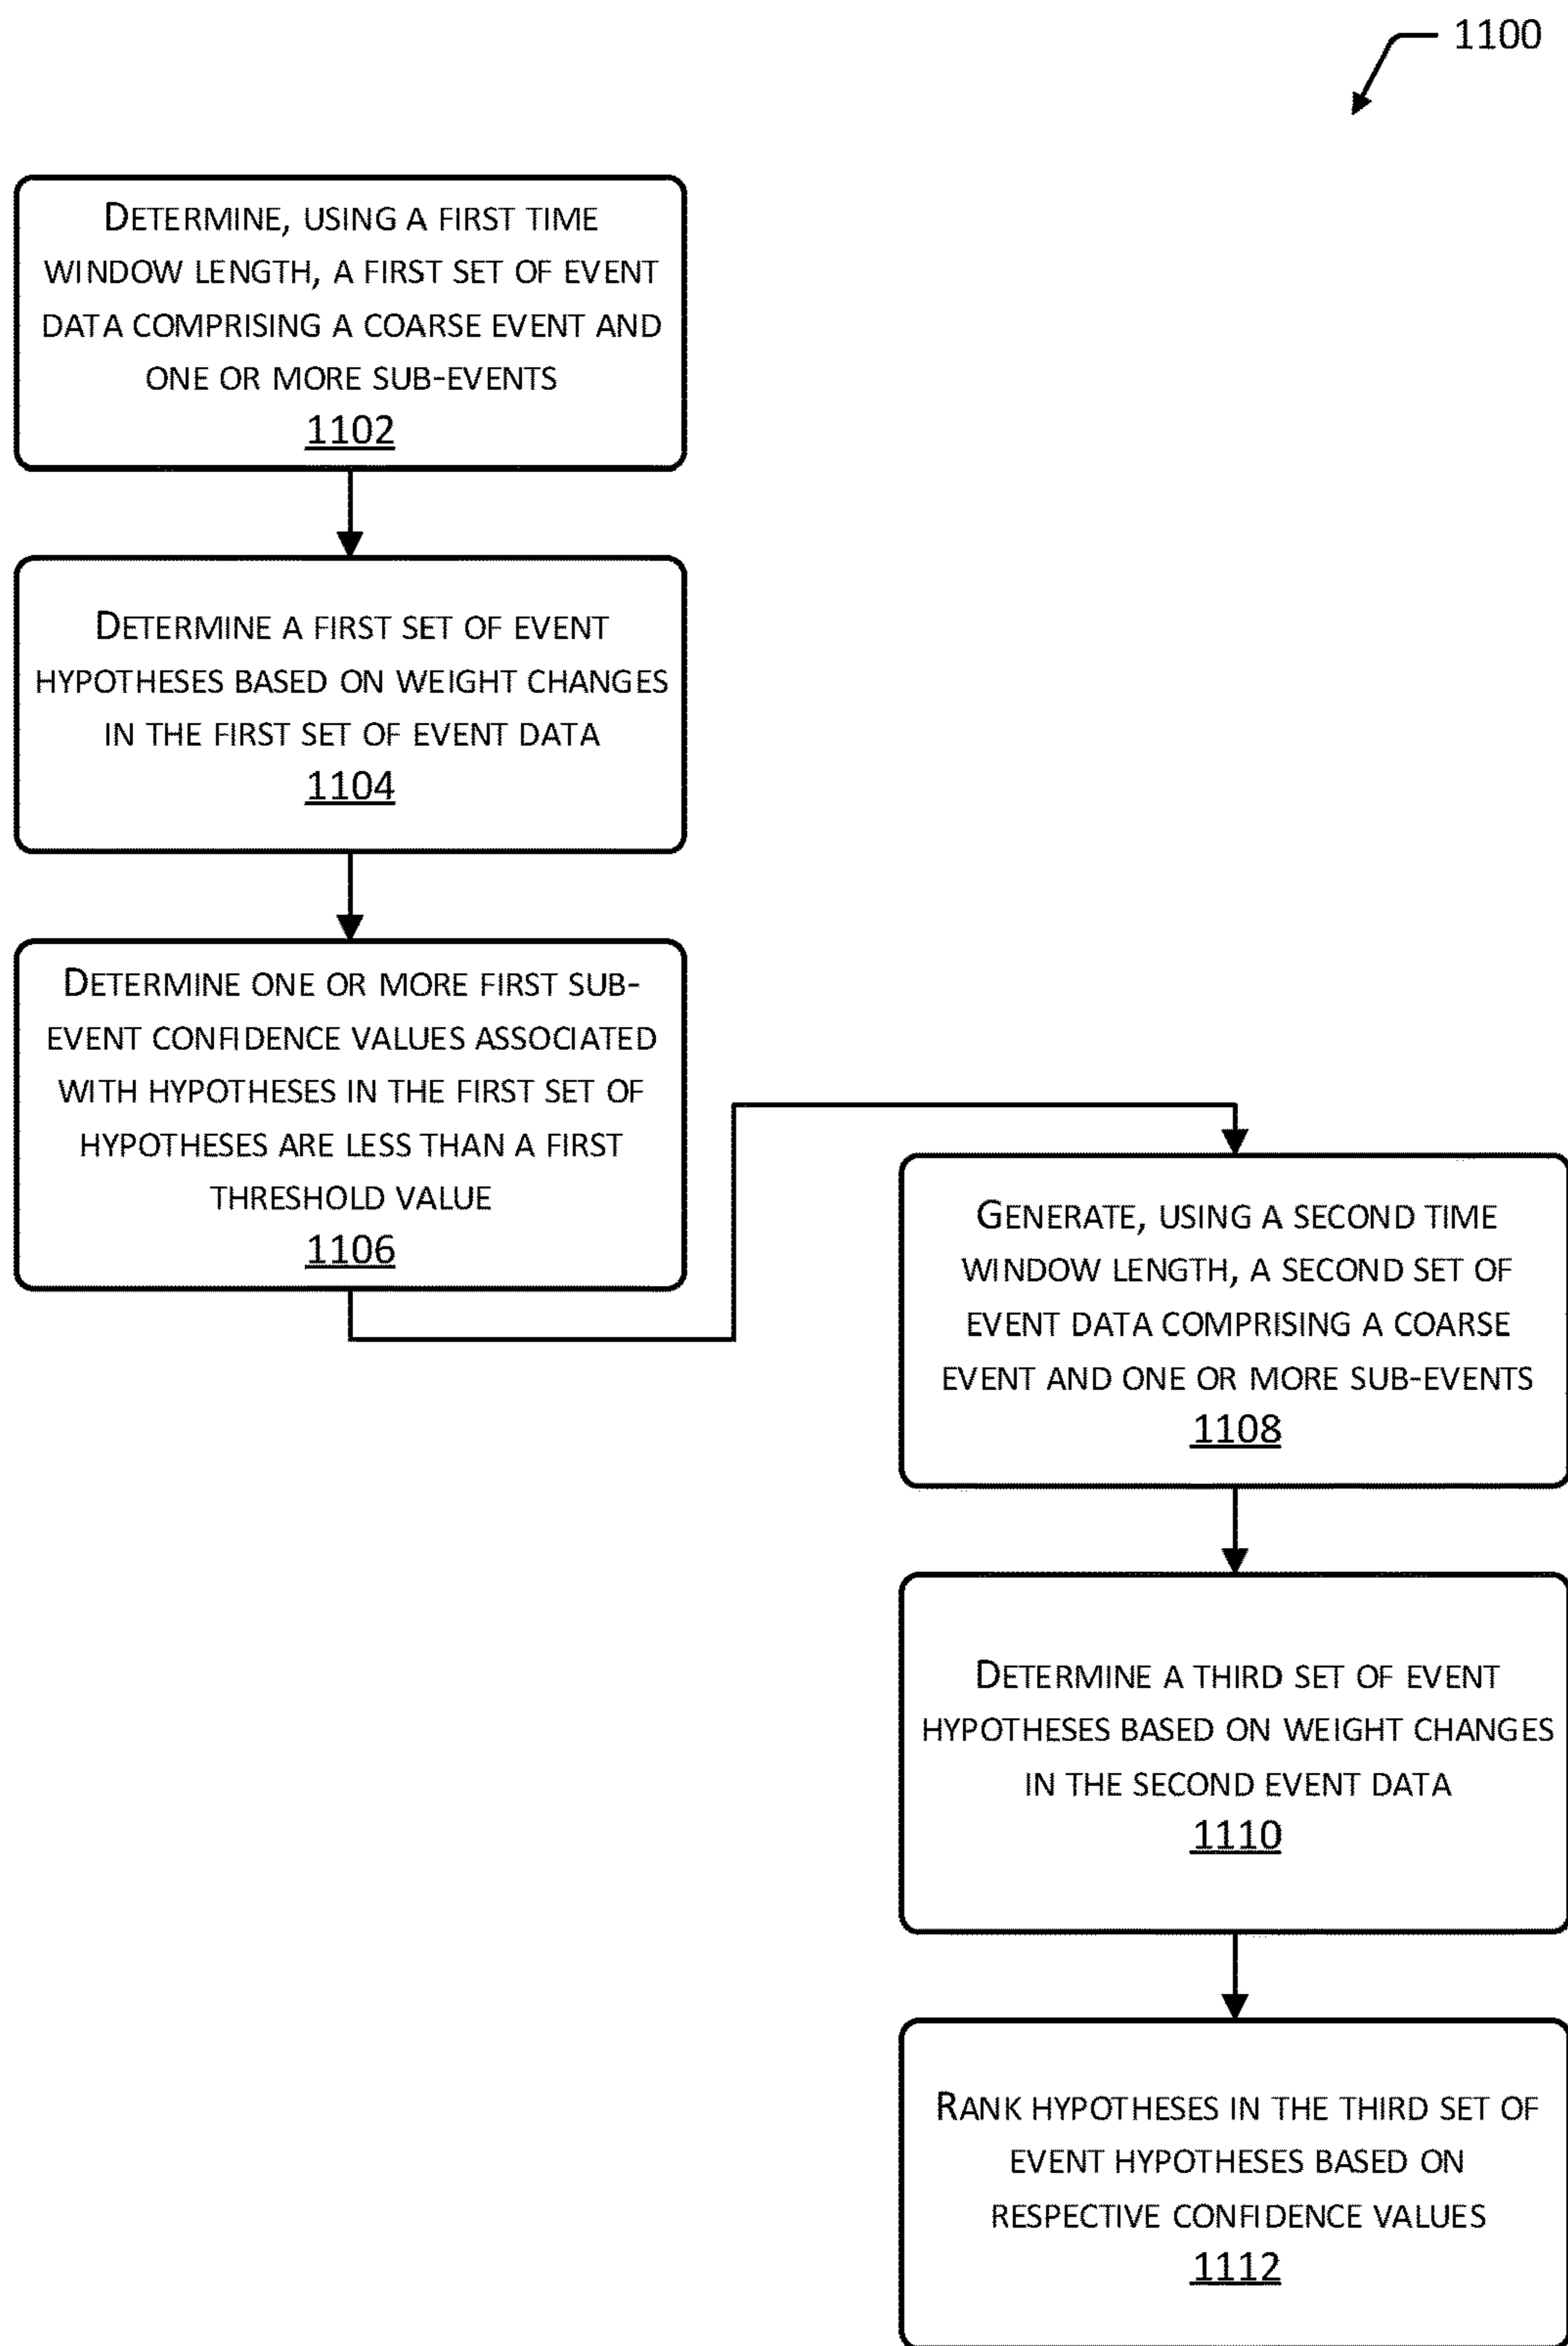 1100
DETERMINE, USING A FIRST TIME
WINDOW LENGTH, A FIRST SET OF EVENT
DATA COMPRISING A COARSE EVENT AND
ONE OR MORE SUB-EVENTS
1102
DETERMINE A FIRST SET OF EVENT
HYPOTHESES BASED ON WEIGHT CHANGES
IN THE FIRST SET OF EVENT DATA
1104
DETERMINE ONE OR MORE FIRST SUB-
EVENT CONFIDENCE VALUES ASSOCIATED
WITH HYPOTHESES IN THE FIRST SET OF
HYPOTHESES ARE LESS THAN A FIRST
THRESHOLD VALUE
1106
GENERATE, USING A SECOND TIME
WINDOW LENGTH, A SECOND SET OF
EVENT DATA COMPRISING A COARSE
EVENT AND ONE OR MORE SUB-EVENTS
1108
DETERMINE A THIRD SET OF EVENT
HYPOTHESES BASED ON WEIGHT CHANGES
IN THE SECOND EVENT DATA
1110
RANK HYPOTHESES IN THE THIRD SET OF
EVENT HYPOTHESES BASED ON
RESPECTIVE CONFIDENCE VALUES
1112